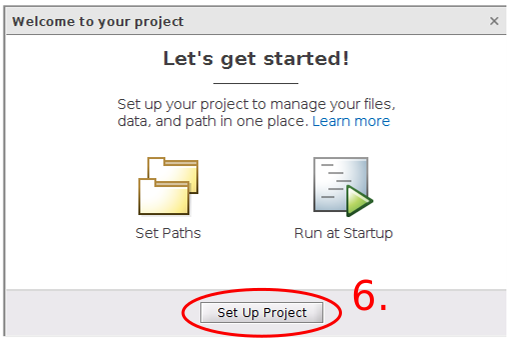 Welcome to your project
Let's get started!
Set up your project to manage your files,
data, and path in one place. Learn more
Set Paths
Run at Startup
Set Up Project
6.